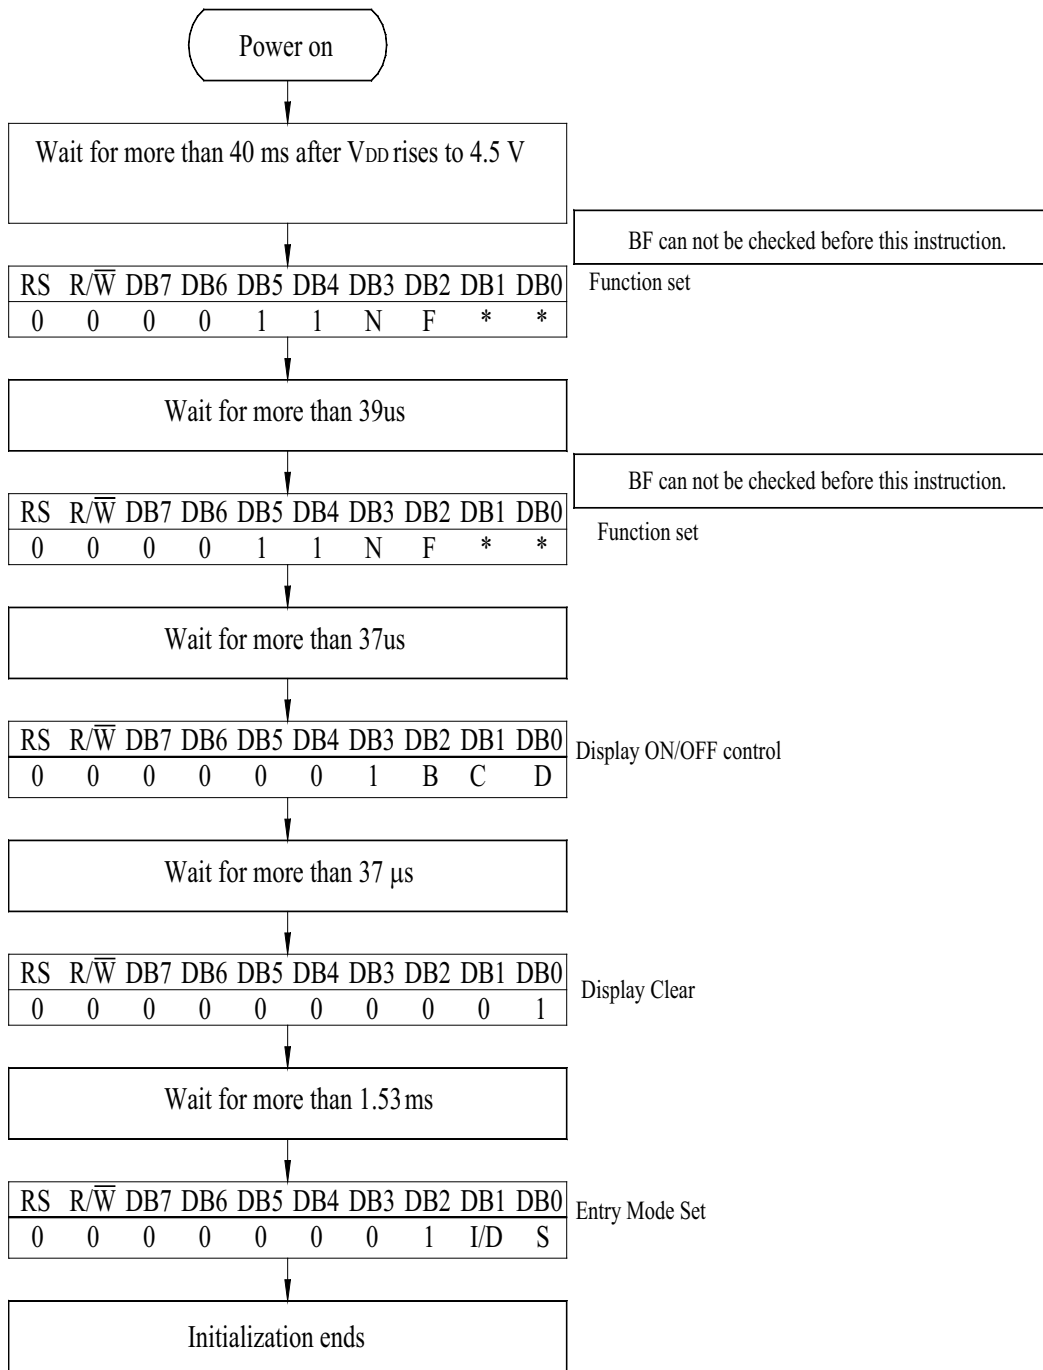 Power on
Wait for more than 40 ms after VDD rises to 4.5 V
BF can not be checked before this instruction.
RS R/W̅ DB7 DB6 DB5 DB4 DB3 DB2 DB1 DB0
Function set
0 0 0 0 1 1 N F * *
Wait for more than 39us
BF can not be checked before this instruction.
RS R/W̅ DB7 DB6 DB5 DB4 DB3 DB2 DB1 DB0
Function set
0 0 0 0 1 1 N F * *
Wait for more than 37us
RS R/W̅ DB7 DB6 DB5 DB4 DB3 DB2 DB1 DB0
Display ON/OFF control
0 0 0 0 0 0 1 B C D
Wait for more than 37 μs
RS R/W̅ DB7 DB6 DB5 DB4 DB3 DB2 DB1 DB0
Display Clear
0 0 0 0 0 0 0 0 0 1
Wait for more than 1.53 ms
RS R/W̅ DB7 DB6 DB5 DB4 DB3 DB2 DB1 DB0
Entry Mode Set
0 0 0 0 0 0 0 1 I/D S
Initialization ends